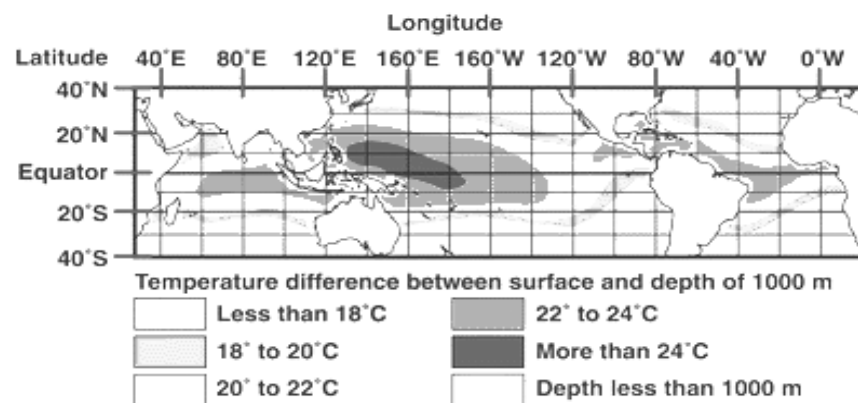 Longitude
Latitude 40°E 80°E 120°E 160°E 160°W 120°W 80°W 40°W 0°W
40°N
20°N
Equator
20°S
40°S
Temperature difference between surface and depth of 1000 m
Less than 18°C 22° to 24°C
18° to 20°C More than 24°C
20° to 22°C Depth less than 1000 m